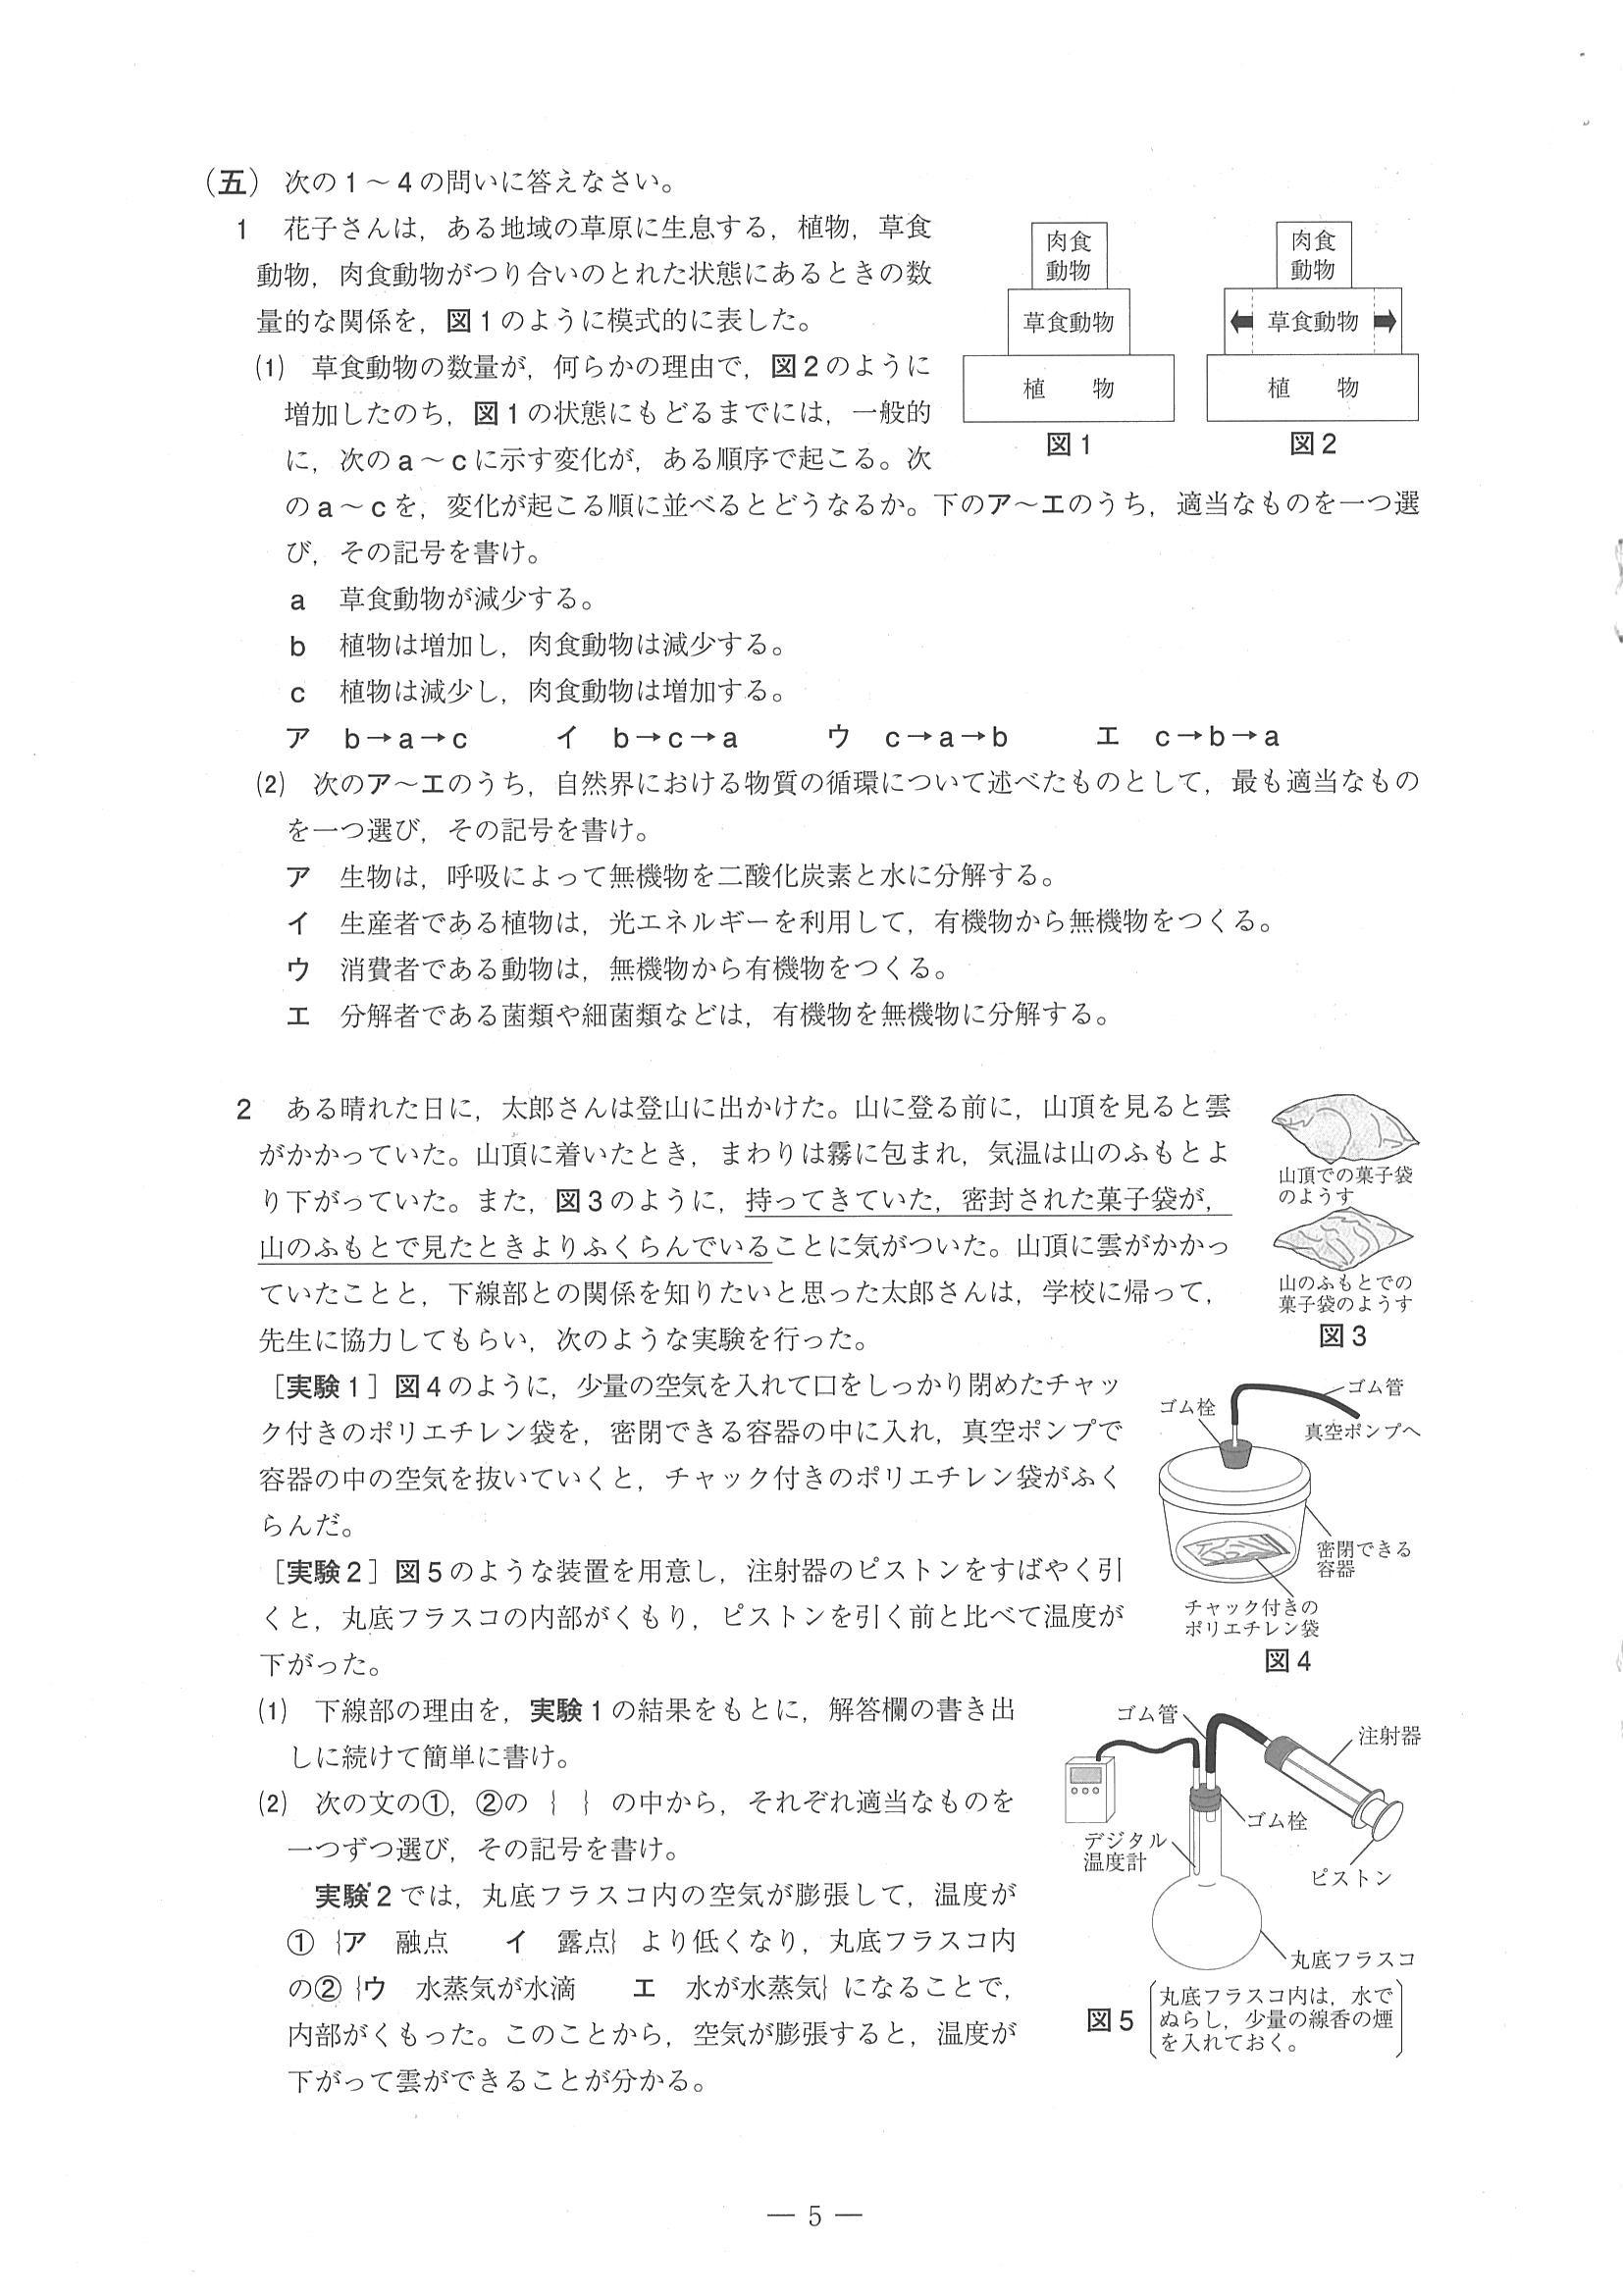 (五) 次の1～4の問いに答えなさい。
1 花子さんは，ある地域の草原に生息する，植物，草食
動物，肉食動物がつり合いのとれた状態にあるときの数
量的な関係を，図1のように模式的に表した。
(1) 草食動物の数量が，何らかの理由で，図2のように
増加したのち，図1の状態にもどるまでには，一般的
に，次のa～cに示す変化が，ある順序で起こる。次
のa～cを，変化が起こる順に並べるとどうなるか。下のア～エのうち，適当なものを一つ選
び，その記号を書け。
肉食
動物
草食動物
植 物
図1
肉食
動物
草食動物
植 物
図2
a 草食動物が減少する。
b 植物は増加し，肉食動物は減少する。
c 植物は減少し，肉食動物は増加する。
ア b→a→c イ b→c→a ウ c→a→b エ c→b→a
(2) 次のア～エのうち，自然界における物質の循環について述べたものとして，最も適当なもの
を一つ選び，その記号を書け。
ア 生物は，呼吸によって無機物を二酸化炭素と水に分解する。
イ 生産者である植物は，光エネルギーを利用して，有機物から無機物をつくる。
ウ 消費者である動物は，無機物から有機物をつくる。
エ 分解者である菌類や細菌類などは，有機物を無機物に分解する。
2 ある晴れた日に，太郎さんは登山に出かけた。山に登る前に，山頂を見ると雲
がかかっていた。山頂に着いたとき，まわりは霧に包まれ，気温は山のふもとよ
り下がっていた。また，図3のように，持ってきていた，密封された菓子袋が，
山のふもとで見たときよりふくらんでいることに気がついた。山頂に雲がかかっ
ていたことと，下線部との関係を知りたいと思った太郎さんは，学校に帰って，
先生に協力してもらい，次のような実験を行った。
山頂での菓子袋
のようす
山のふもとでの
菓子袋のようす
図3
［実験1］図4のように，少量の空気を入れて口をしっかり閉めたチャッ
ク付きのポリエチレン袋を，密閉できる容器の中に入れ，真空ポンプで
容器の中の空気を抜いていくと，チャック付きのポリエチレン袋がふく
らんだ。
［実験2］図5のような装置を用意し，注射器のピストンをすばやく引
くと，丸底フラスコの内部がくもり，ピストンを引く前と比べて温度が
下がった。
ゴム管
ゴム栓
真空ポンプへ
密閉できる
容器
チャック付きの
ポリエチレン袋
図4
(1) 下線部の理由を，実験1の結果をもとに，解答欄の書き出
しに続けて簡単に書け。
(2) 次の文の①，②の｛ ｝の中から，それぞれ適当なものを
一つずつ選び，その記号を書け。
実験2では，丸底フラスコ内の空気が膨張して，温度が
①｛ア 融点 イ 露点｝より低くなり，丸底フラスコ内
の②｛ウ 水蒸気が水滴 エ 水が水蒸気｝になることで，
内部がくもった。このことから，空気が膨張すると，温度が
下がって雲ができることが分かる。
ゴム管
注射器
ゴム栓
デジタル
温度計
ピストン
丸底フラスコ
図5
丸底フラスコ内は，水で
ぬらし，少量の線香の煙
を入れておく。
— 5 —